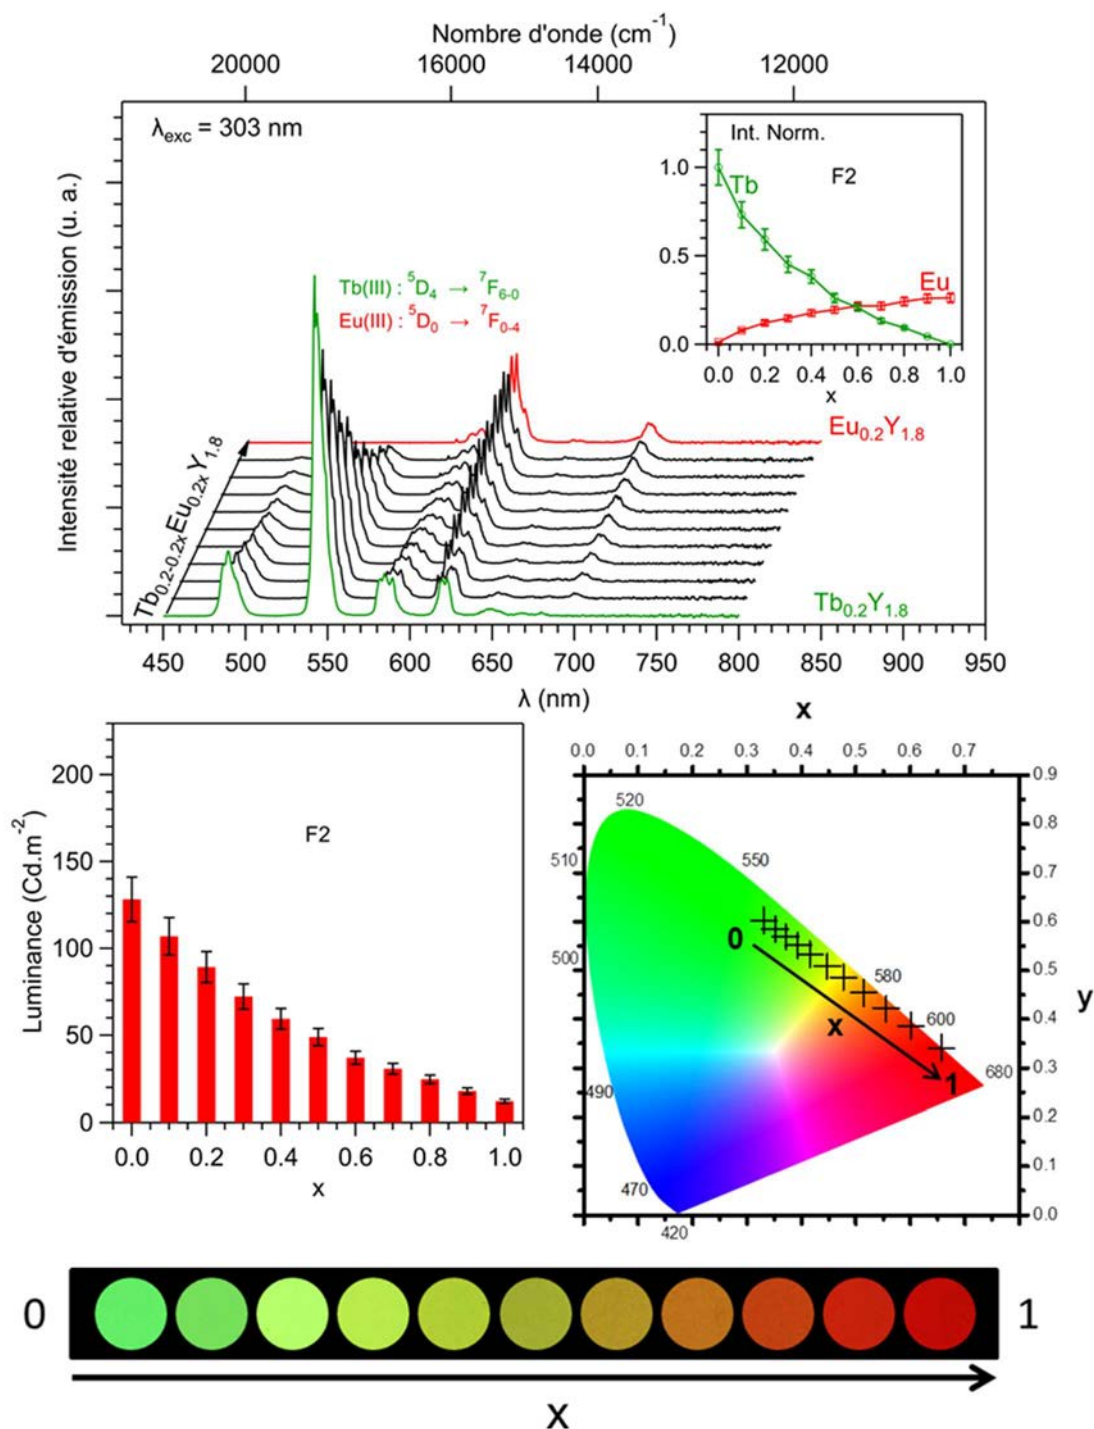 Nombre d'onde (cm⁻¹)
20000 16000 14000 12000
λexc = 303 nm
Intensité relative d'émission (u. a.)
Tb(III) : ⁵D₄ → ⁷F₆₋₀
Eu(III) : ⁵D₀ → ⁷F₀₋₄
Int. Norm.
F2
Tb
Eu
1.0
0.5
0.0
0.0 0.2 0.4 0.6 0.8 1.0
x
Eu0.2Y1.8
Tb0.2-0.2xEu0.2xY1.8
Tb0.2Y1.8
450 500 550 600 650 700 750 800 850 900 950
λ (nm)
Luminance (Cd.m⁻²)
200
150
100
50
0
F2
0.0 0.2 0.4 0.6 0.8 1.0
x
x
0.0 0.1 0.2 0.3 0.4 0.5 0.6 0.7
0.9
0.8
0.7
0.6
0.5
0.4
0.3
0.2
0.1
0.0
y
520
510
550
500
580
600
680
490
470
420
0
x
1
0
1
X